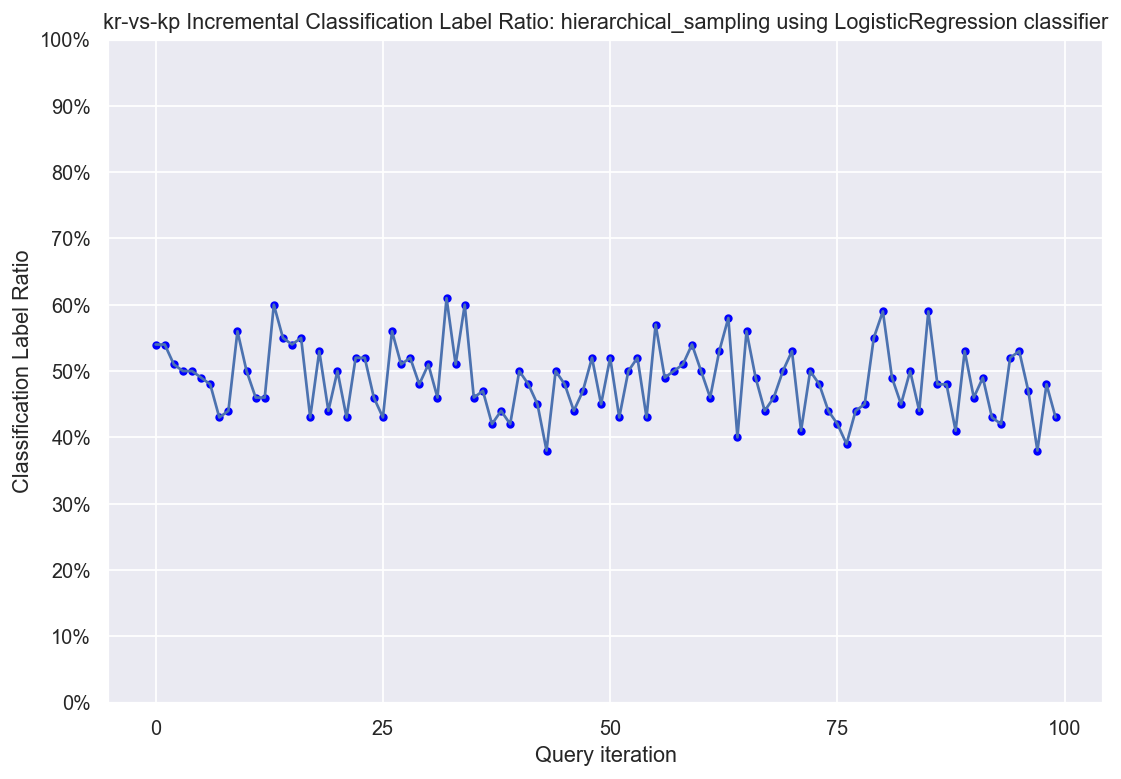 kr-vs-kp Incremental Classification Label Ratio: hierarchical_sampling using LogisticRegression classifier
100%
90%
80%
70%
60%
50%
40%
30%
20%
10%
0%
Classification Label Ratio
0 25 50 75 100
Query iteration